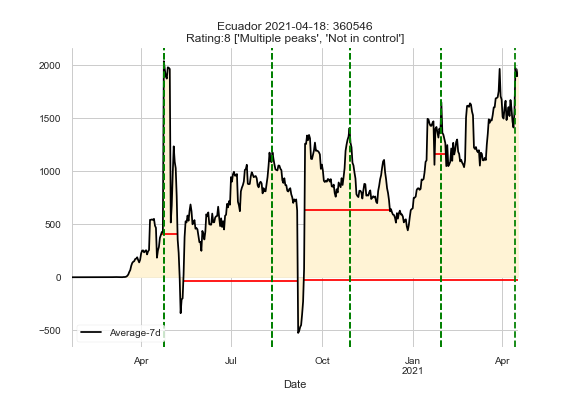 Ecuador 2021-04-18: 360546
Rating:8 ['Multiple peaks', 'Not in control']
2000
1500
1000
500
0
−500
Average-7d
Apr
Jul
Oct
Jan
2021
Apr
Date